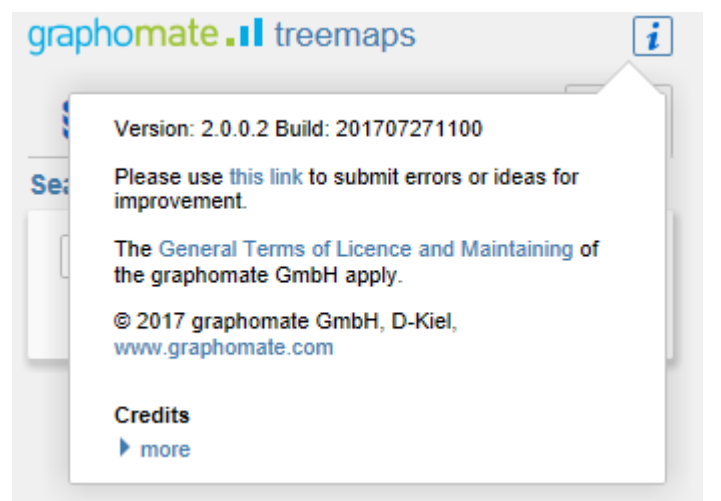 graphomate treemaps
Version: 2.0.0.2 Build: 201707271100
Sea
Please use this link to submit errors or ideas for
improvement.
The General Terms of Licence and Maintaining of
the graphomate GmbH apply.
© 2017 graphomate GmbH, D-Kiel,
www.graphomate.com
Credits
more